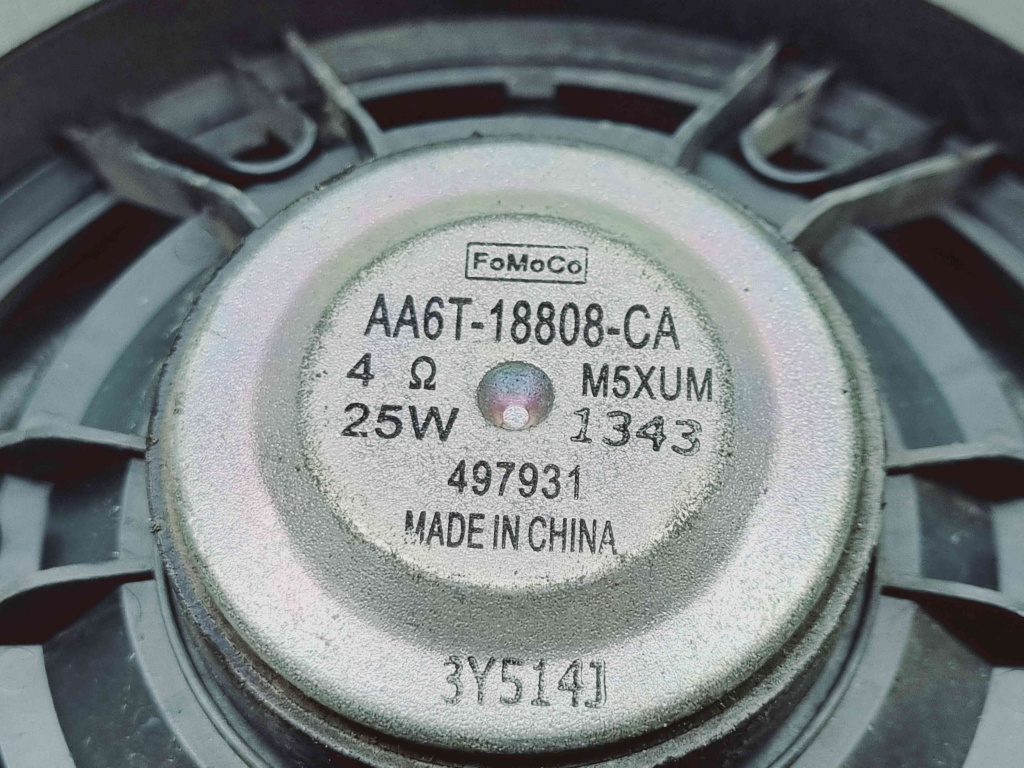 FoMoCo
AA6T-18808-CA
4 Ω M5XUM
25W 1343
497931
MADE IN CHINA
3Y514J